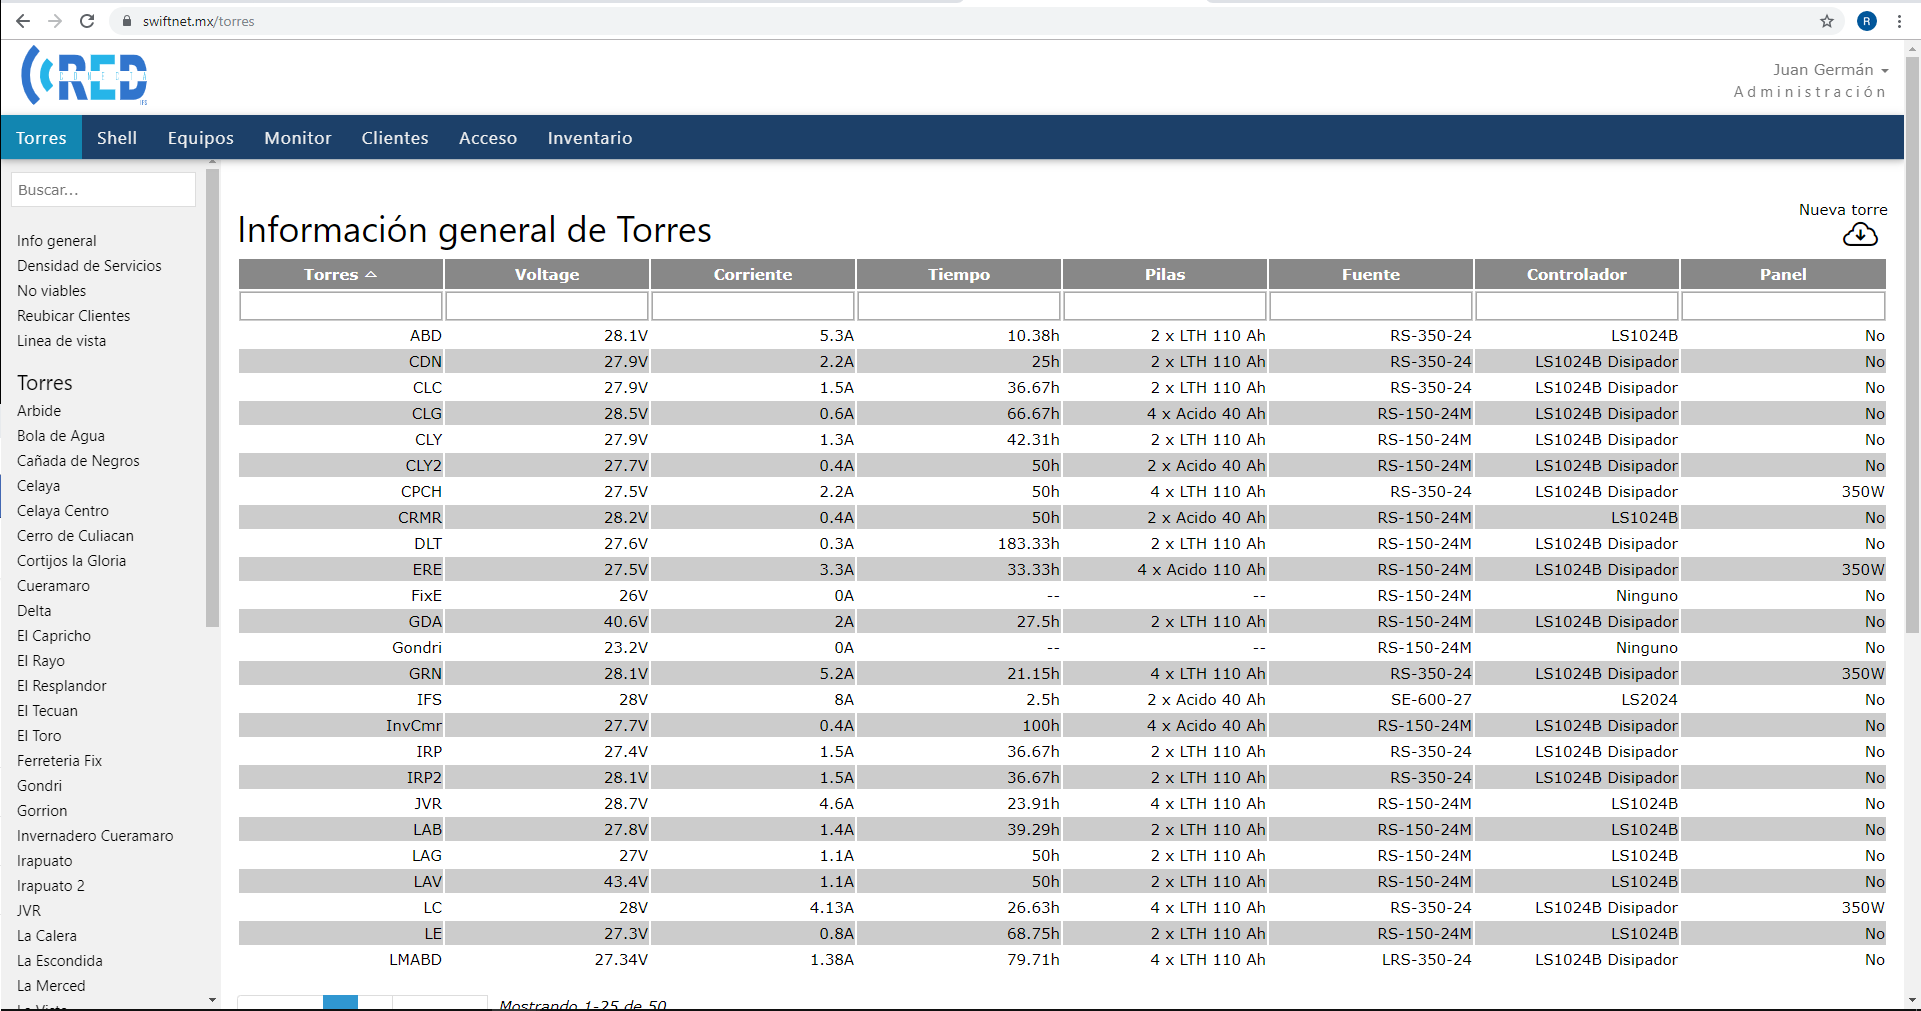 swiftnet.mx/torres
R
RED
CONECTA
IFS
Juan Germán
Administración
Torres Shell Equipos Monitor Clientes Acceso Inventario
Buscar...
Info general
Densidad de Servicios
No viables
Reubicar Clientes
Linea de vista
Torres
Arbide
Bola de Agua
Cañada de Negros
Celaya
Celaya Centro
Cerro de Culiacan
Cortijos la Gloria
Cueramaro
Delta
El Capricho
El Rayo
El Resplandor
El Tecuan
El Toro
Ferreteria Fix
Gondri
Gorrion
Invernadero Cueramaro
Irapuato
Irapuato 2
JVR
La Calera
La Escondida
La Merced
Nueva torre
Información general de Torres
Torres Voltage Corriente Tiempo Pilas Fuente Controlador Panel
ABD 28.1V 5.3A 10.38h 2 x LTH 110 Ah RS-350-24 LS1024B No
CDN 27.9V 2.2A 25h 2 x LTH 110 Ah RS-350-24 LS1024B Disipador No
CLC 27.9V 1.5A 36.67h 2 x LTH 110 Ah RS-350-24 LS1024B Disipador No
CLG 28.5V 0.6A 66.67h 4 x Acido 40 Ah RS-150-24M LS1024B Disipador No
CLY 27.9V 1.3A 42.31h 2 x LTH 110 Ah RS-150-24M LS1024B Disipador No
CLY2 27.7V 0.4A 50h 2 x Acido 40 Ah RS-150-24M LS1024B Disipador No
CPCH 27.5V 2.2A 50h 4 x LTH 110 Ah RS-350-24 LS1024B Disipador 350W
CRMR 28.2V 0.4A 50h 2 x Acido 40 Ah RS-150-24M LS1024B No
DLT 27.6V 0.3A 183.33h 2 x LTH 110 Ah RS-150-24M LS1024B Disipador No
ERE 27.5V 3.3A 33.33h 4 x Acido 110 Ah RS-150-24M LS1024B Disipador 350W
FixE 26V 0A -- -- RS-150-24M Ninguno No
GDA 40.6V 2A 27.5h 2 x LTH 110 Ah RS-150-24M LS1024B Disipador No
Gondri 23.2V 0A -- -- RS-150-24M Ninguno No
GRN 28.1V 5.2A 21.15h 4 x LTH 110 Ah RS-350-24 LS1024B Disipador 350W
IFS 28V 8A 2.5h 2 x Acido 40 Ah SE-600-27 LS2024 No
InvCmr 27.7V 0.4A 100h 4 x Acido 40 Ah RS-150-24M LS1024B Disipador No
IRP 27.4V 1.5A 36.67h 2 x LTH 110 Ah RS-350-24 LS1024B Disipador No
IRP2 28.1V 1.5A 36.67h 2 x LTH 110 Ah RS-350-24 LS1024B Disipador No
JVR 28.7V 4.6A 23.91h 4 x LTH 110 Ah RS-150-24M LS1024B No
LAB 27.8V 1.4A 39.29h 2 x LTH 110 Ah RS-150-24M LS1024B No
LAG 27V 1.1A 50h 2 x LTH 110 Ah RS-150-24M LS1024B No
LAV 43.4V 1.1A 50h 2 x LTH 110 Ah RS-150-24M LS1024B No
LC 28V 4.13A 26.63h 4 x LTH 110 Ah RS-350-24 LS1024B Disipador 350W
LE 27.3V 0.8A 68.75h 2 x LTH 110 Ah RS-150-24M LS1024B No
LMABD 27.34V 1.38A 79.71h 4 x LTH 110 Ah LRS-350-24 LS1024B Disipador No
Mostrando 1-25 de 50